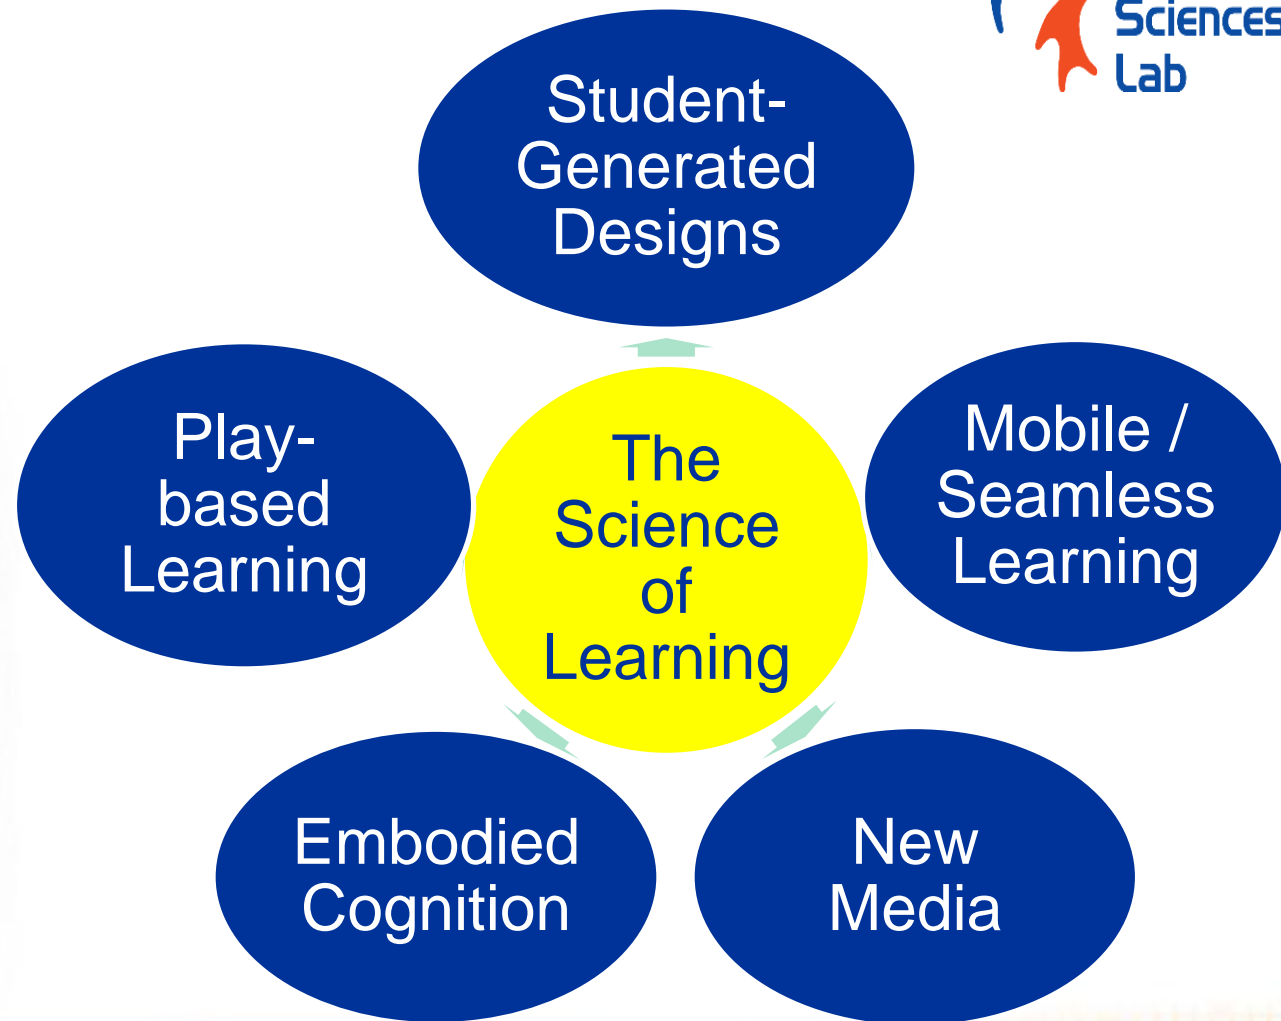 Sciences
Lab
Student-
Generated
Designs
Play-
based
Learning
The
Science
of
Learning
Mobile /
Seamless
Learning
Embodied
Cognition
New
Media